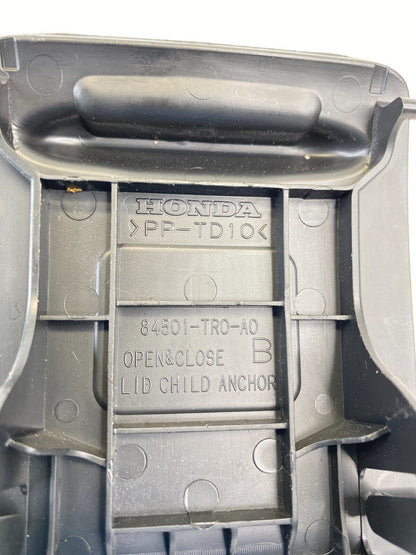 HONDA
>PP-TD10<
84501-TR0-A0
OPEN&CLOSE B
LID CHILD ANCHOR